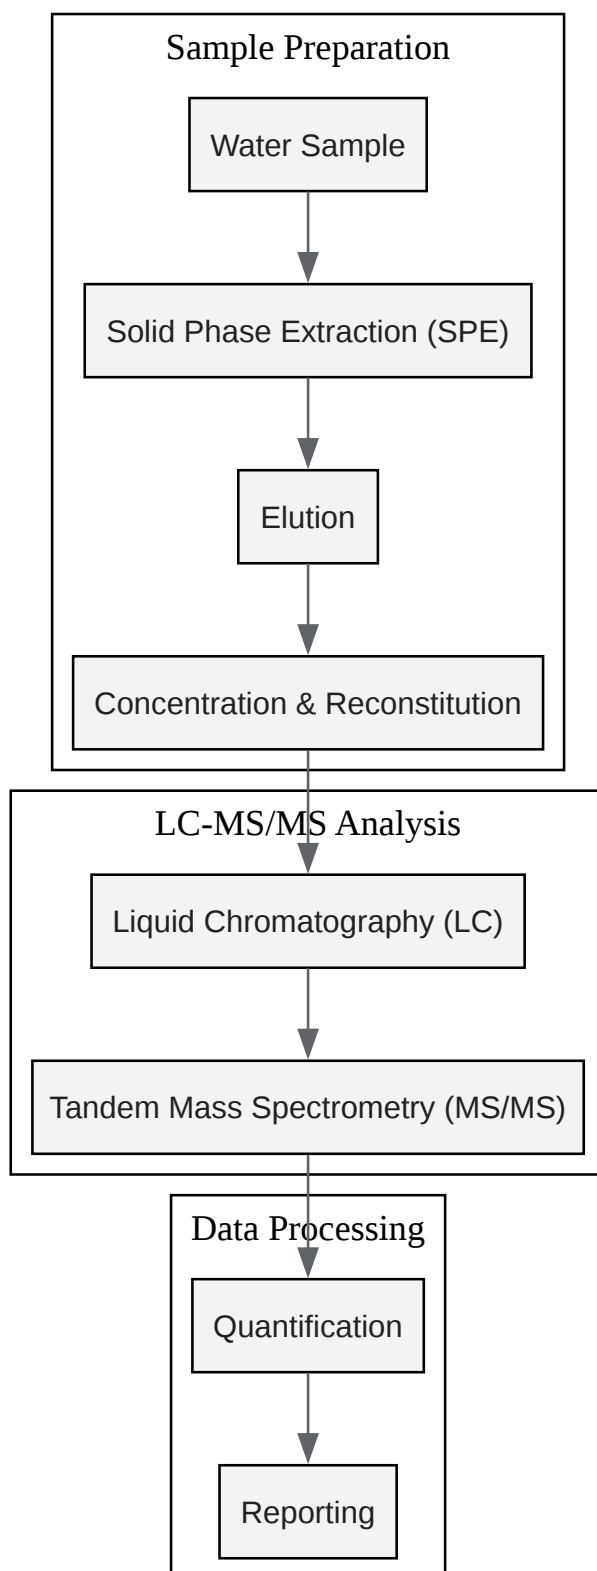 Sample Preparation
Water Sample
Solid Phase Extraction (SPE)
Elution
Concentration & Reconstitution
LC-MS/MS Analysis
Liquid Chromatography (LC)
Tandem Mass Spectrometry (MS/MS)
Data Processing
Quantification
Reporting